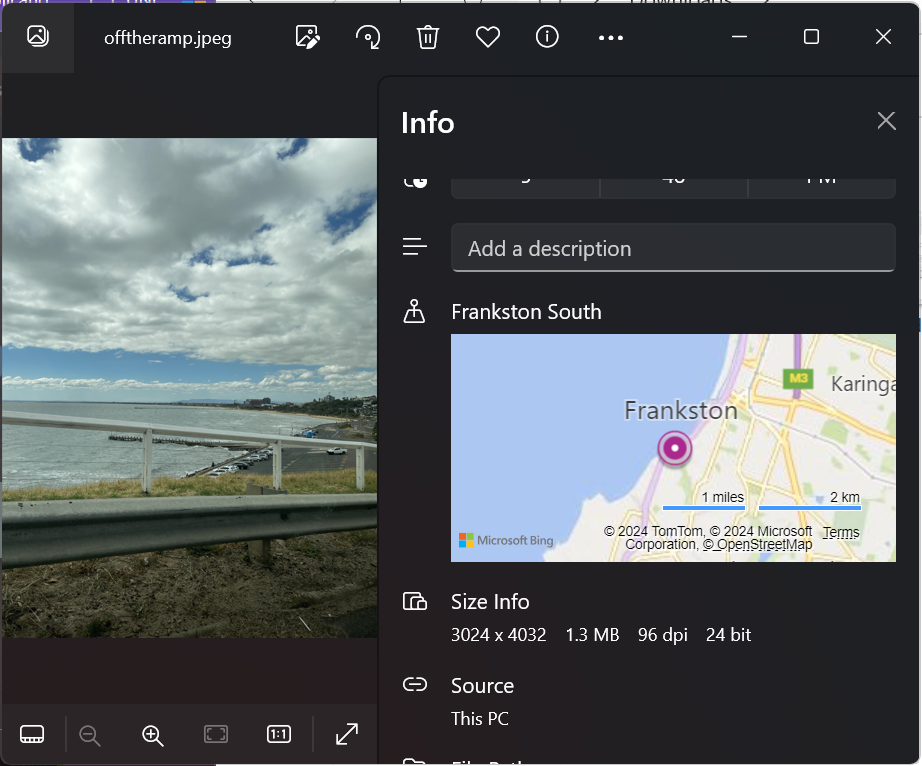 offtheramp.jpeg
Info
PM
Add a description
Frankston South
M3
Karinga
Frankston
1 miles
2 km
© 2024 TomTom, © 2024 Microsoft
Corporation, © OpenStreetMap
Terms
Microsoft Bing
Size Info
3024 x 4032 1.3 MB 96 dpi 24 bit
Source
This PC
1:1